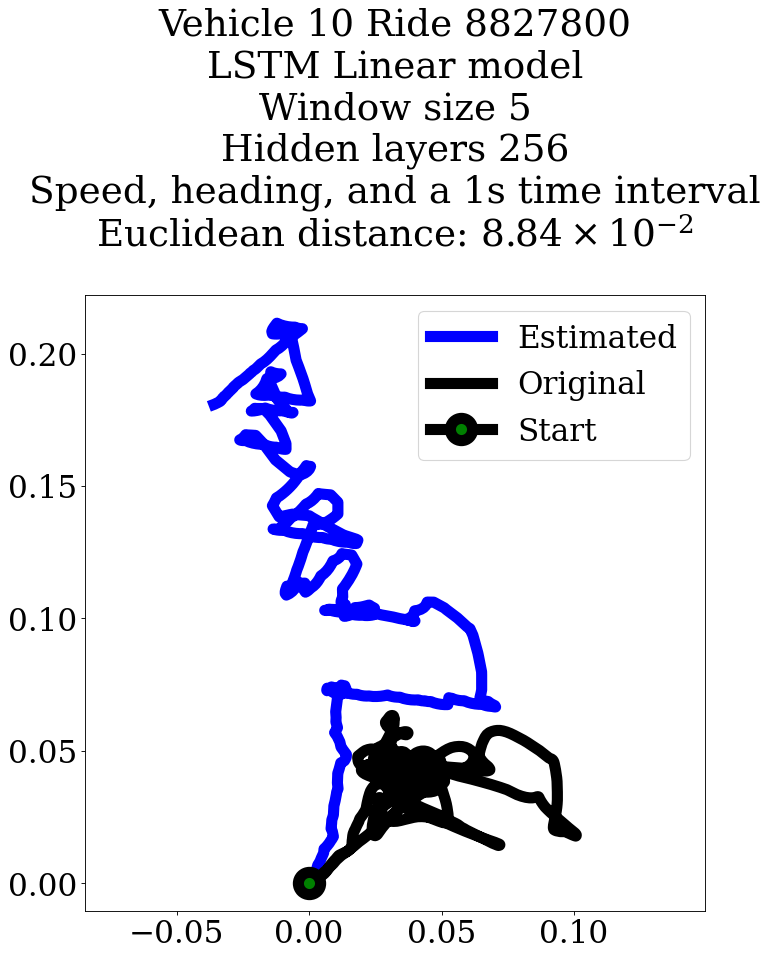 Vehicle 10 Ride 8827800
LSTM Linear model
Window size 5
Hidden layers 256
Speed, heading, and a 1s time interval
Euclidean distance: 8.84 × 10⁻²
Estimated
Original
Start
0.20
0.15
0.10
0.05
0.00
−0.05 0.00 0.05 0.10